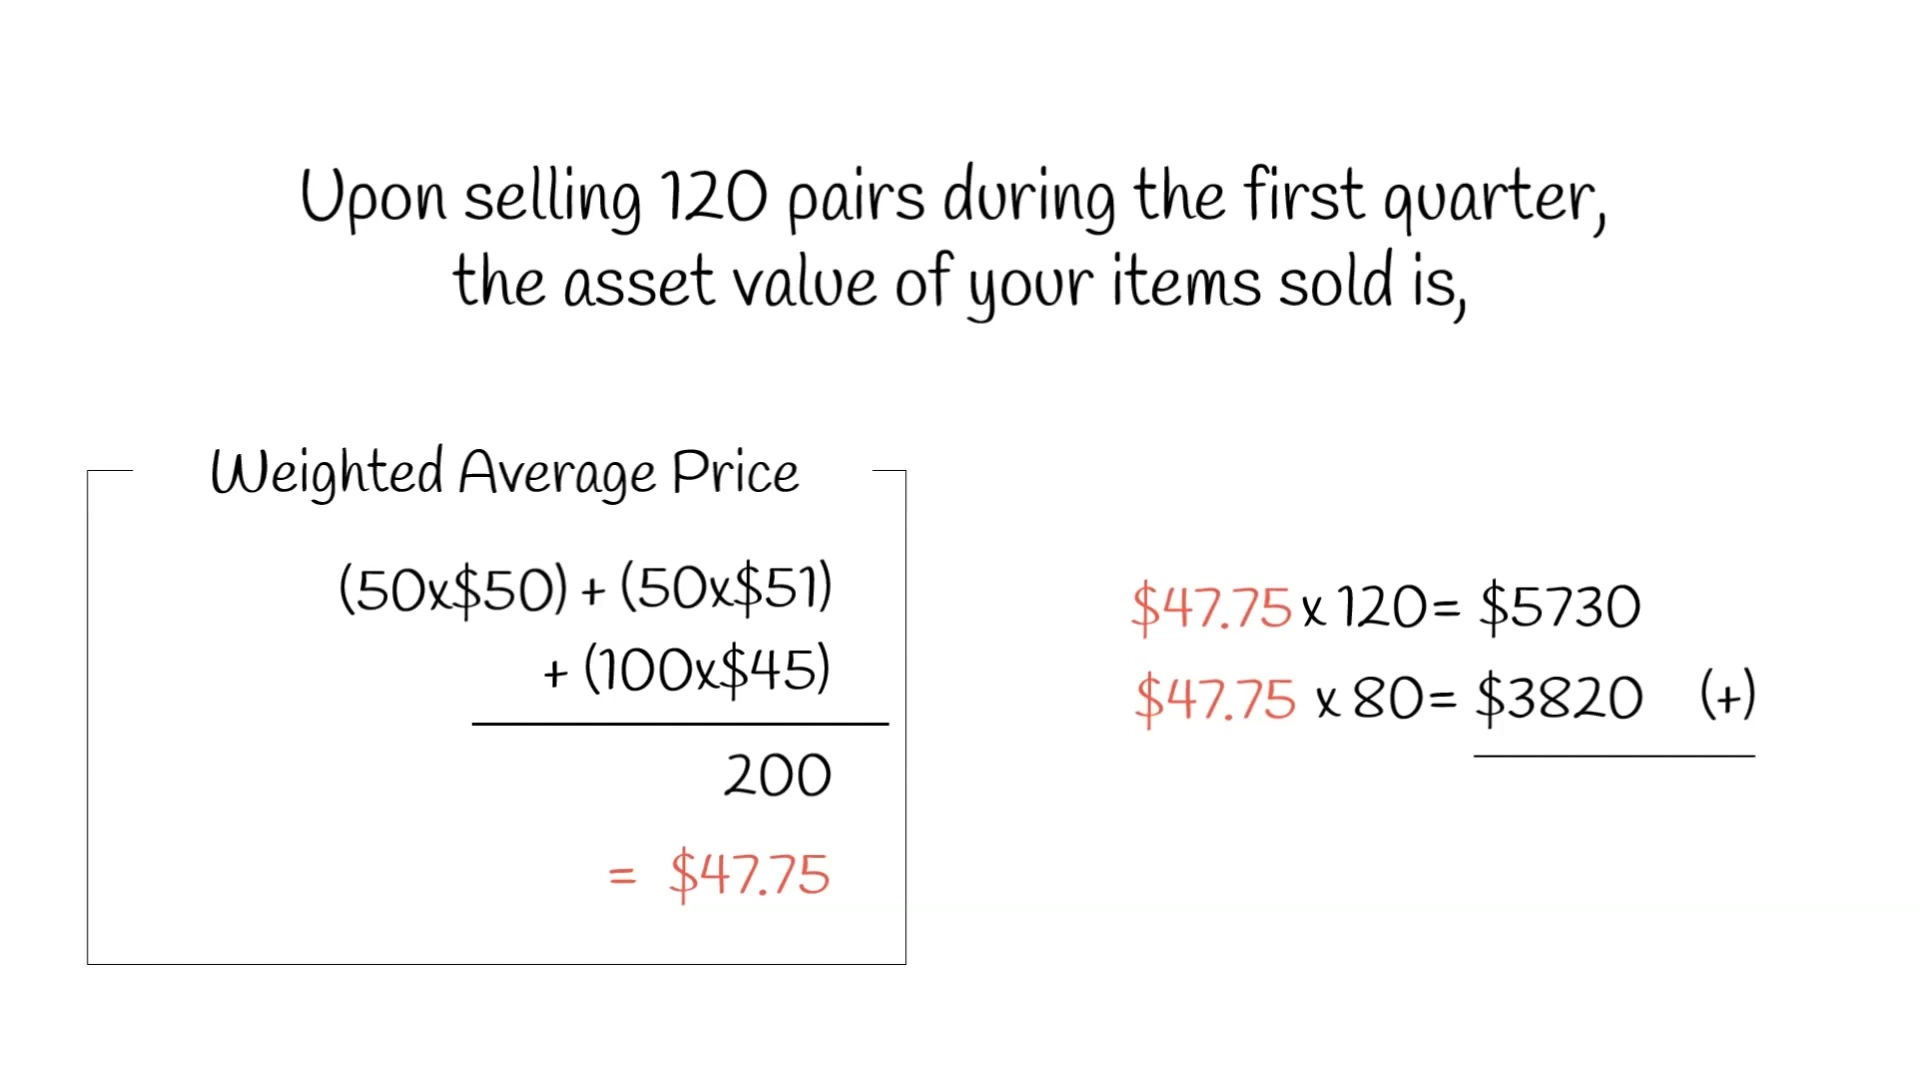 Upon selling 120 pairs during the first quarter,
the asset value of your items sold is,
Weighted Average Price
(50x$50) + (50x$51)
+ (100x$45)
200
= $47.75
$47.75 x 120= $5730
$47.75 x 80= $3820 (+)